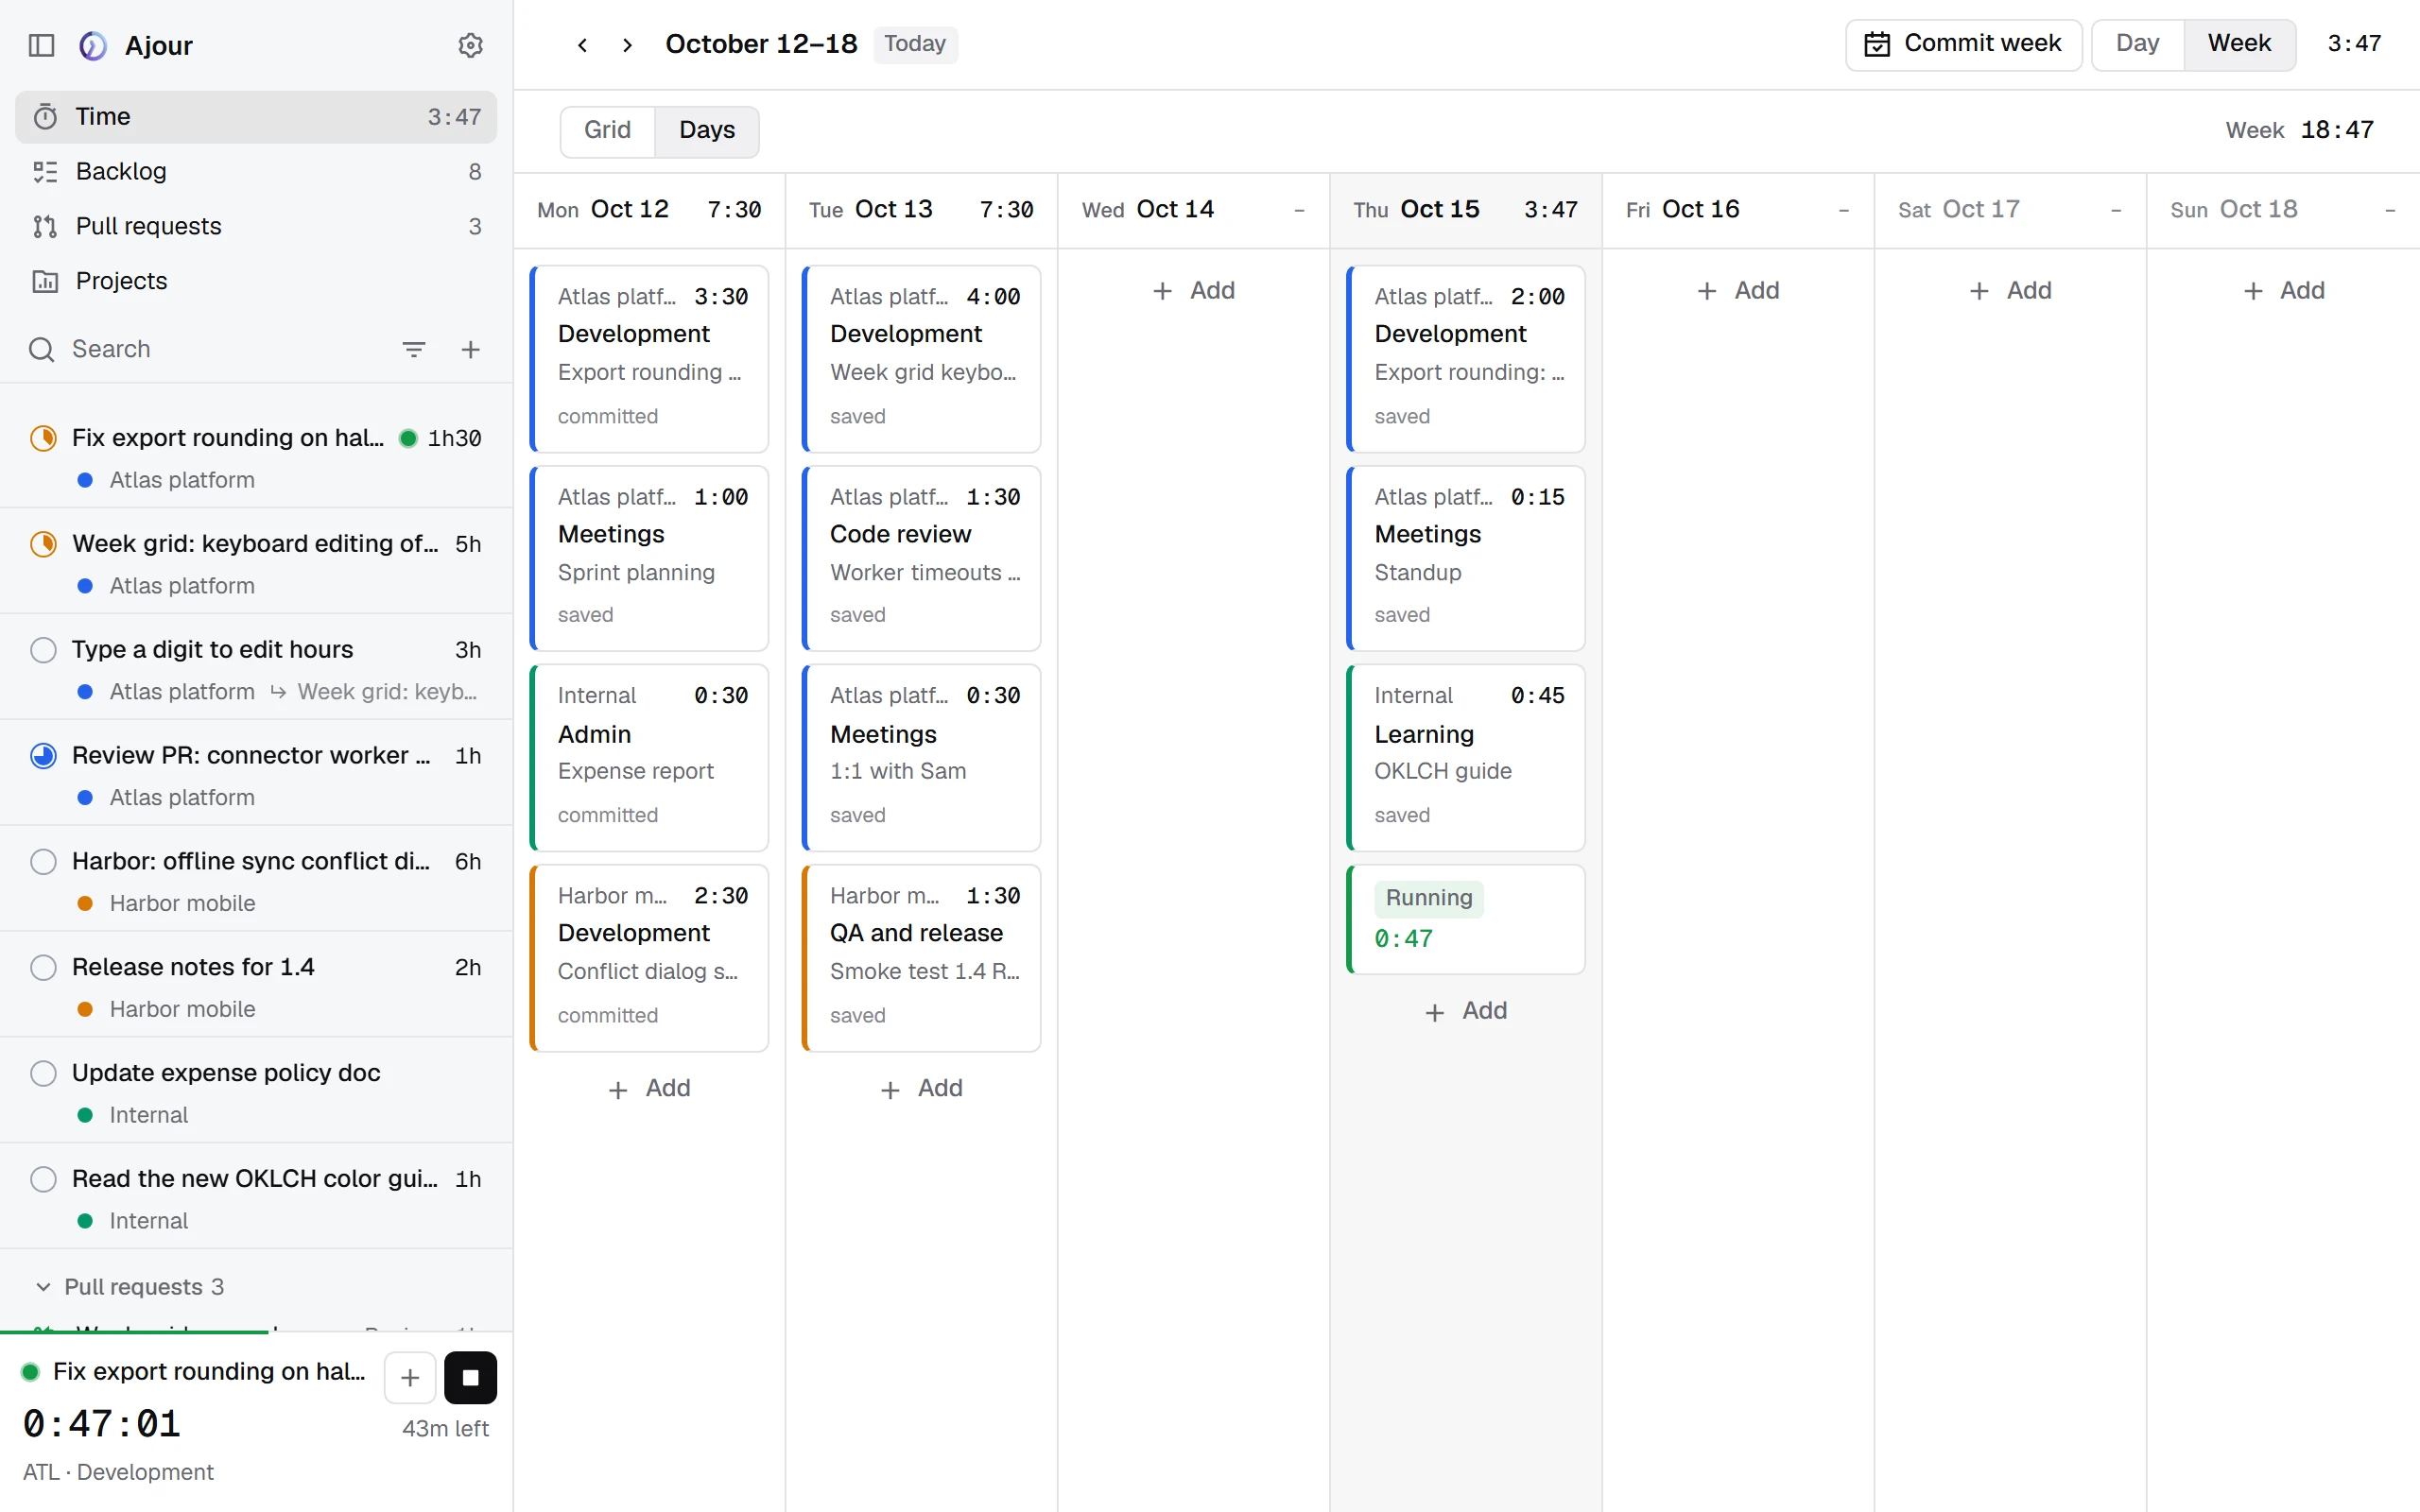 Ajour
Time 3:47
Backlog 8
Pull requests 3
Projects
Search
Fix export rounding on hal... 1h30
Atlas platform
Week grid: keyboard editing of... 5h
Atlas platform
Type a digit to edit hours 3h
Atlas platform Week grid: keyb...
Review PR: connector worker ... 1h
Atlas platform
Harbor: offline sync conflict di... 6h
Harbor mobile
Release notes for 1.4 2h
Harbor mobile
Update expense policy doc
Internal
Read the new OKLCH color gui... 1h
Internal
Pull requests 3
Fix export rounding on hal...
0:47:01 43m left
ATL · Development
October 12–18 Today
Commit week Day Week 3:47
Grid Days
Week 18:47
Mon Oct 12 7:30
Atlas platf... 3:30
Development
Export rounding ...
committed
Atlas platf... 1:00
Meetings
Sprint planning
saved
Internal 0:30
Admin
Expense report
committed
Harbor m... 2:30
Development
Conflict dialog s...
committed
+ Add
Tue Oct 13 7:30
Atlas platf... 4:00
Development
Week grid keybo...
saved
Atlas platf... 1:30
Code review
Worker timeouts ...
saved
Atlas platf... 0:30
Meetings
1:1 with Sam
saved
Harbor m... 1:30
QA and release
Smoke test 1.4 R...
saved
+ Add
Wed Oct 14 –
+ Add
Thu Oct 15 3:47
Atlas platf... 2:00
Development
Export rounding: ...
saved
Atlas platf... 0:15
Meetings
Standup
saved
Internal 0:45
Learning
OKLCH guide
saved
Running
0:47
+ Add
Fri Oct 16 –
+ Add
Sat Oct 17 –
+ Add
Sun Oct 18 –
+ Add